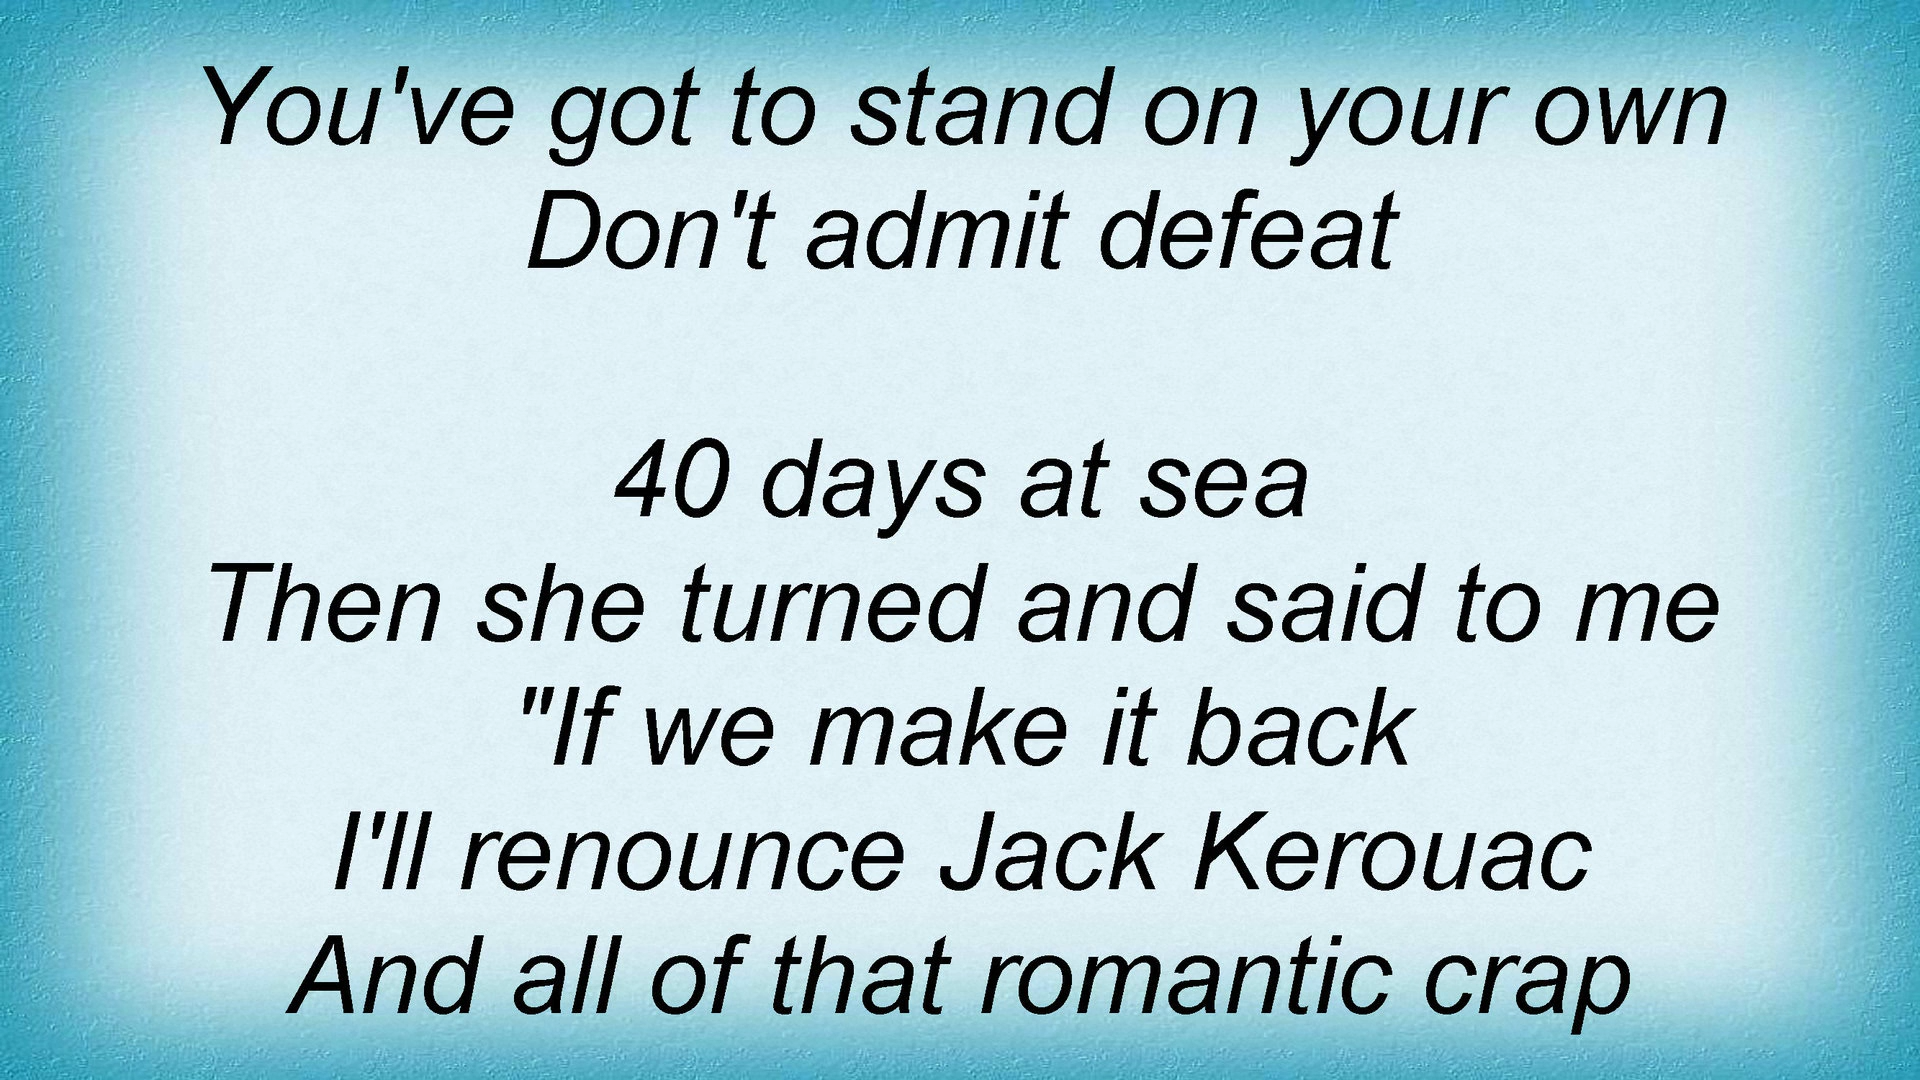 You've got to stand on your own
Don't admit defeat
40 days at sea
Then she turned and said to me
"If we make it back
I'll renounce Jack Kerouac
And all of that romantic crap